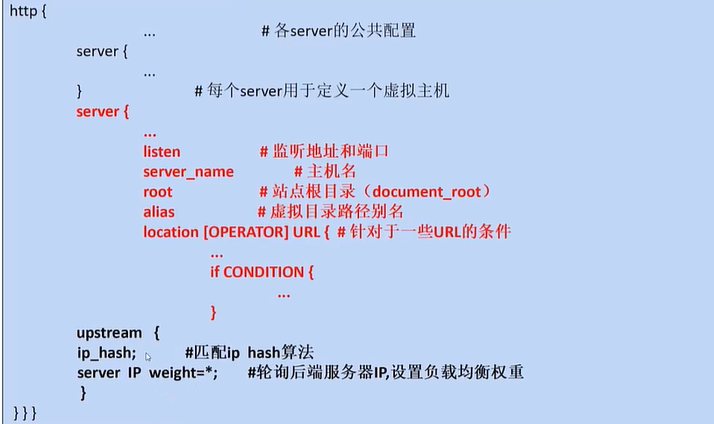 http {
... # 各server的公共配置
server {
...
} # 每个server用于定义一个虚拟主机
server {
...
listen # 监听地址和端口
server_name # 主机名
root # 站点根目录（document_root）
alias # 虚拟目录路径别名
location [OPERATOR] URL { # 针对于一些URL的条件
...
if CONDITION {
...
}
upstream {
ip_hash; #匹配ip hash算法
server IP weight=*; #轮询后端服务器IP,设置负载均衡权重
}
} } }